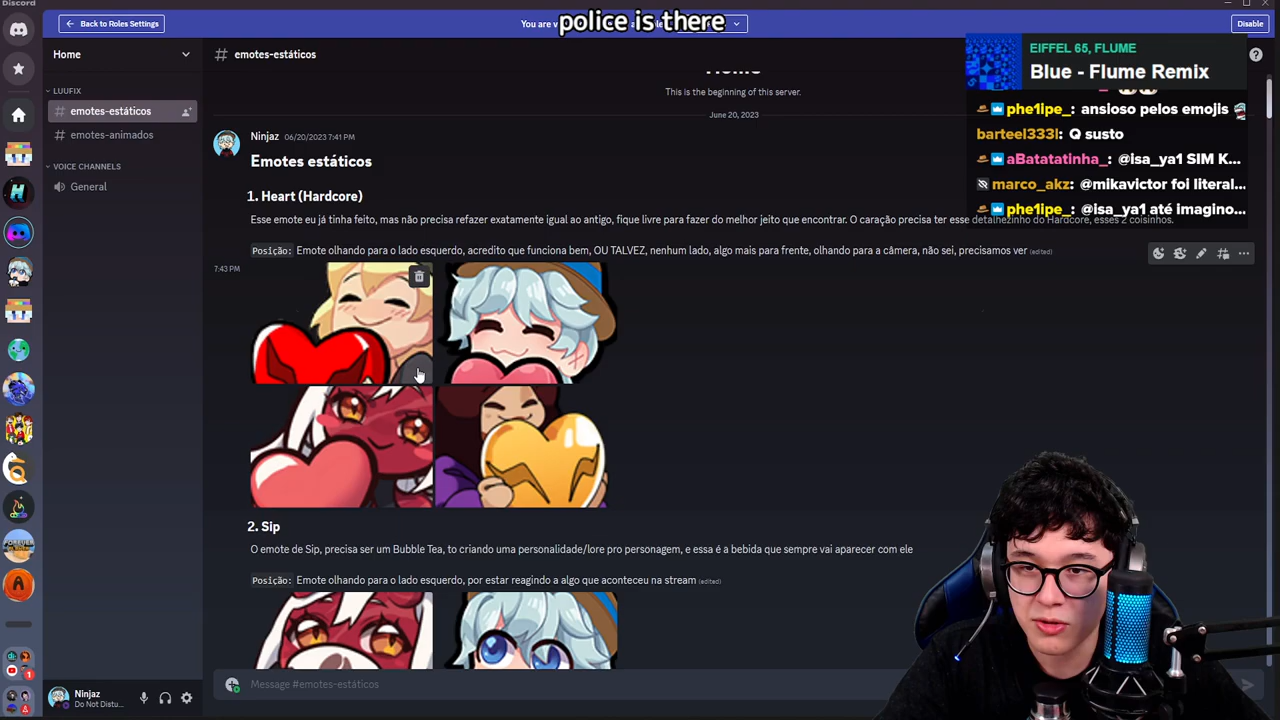 Discord
Back to Roles Settings
You are v
police is there
Disable
Home
# emotes-estáticos
LUUFIX
# emotes-estáticos
# emotes-animados
VOICE CHANNELS
General
This is the beginning of this server.
June 20, 2023
Ninjaz 06/20/2023 7:41 PM
Emotes estáticos
1. Heart (Hardcore)
Esse emote eu já tinha feito, mas não precisa refazer exatamente igual ao antigo, fique livre para fazer do melhor jeito que encontrar. O caração precisa ter esse detalhezinho do Hardcore, esses 2 coisinhos.
Posição: Emote olhando para o lado esquerdo, acredito que funciona bem, OU TALVEZ, nenhum lado, algo mais para frente, olhando para a câmera, não sei, precisamos ver (edited)
7:43 PM
2. Sip
O emote de Sip, precisa ser um Bubble Tea, to criando uma personalidade/lore pro personagem, e essa é a bebida que sempre vai aparecer com ele
Posição: Emote olhando para o lado esquerdo, por estar reagindo a algo que aconteceu na stream (edited)
Message #emotes-estáticos
Ninjaz
Do Not Distu...
1
EIFFEL 65, FLUME
Blue - Flume Remix
phe1ipe_: ansioso pelos emojis
barteel333l: Q susto
aBatatatinha_: @isa_ya1 SIM K...
marco_akz: @mikavictor foi literal...
phe1ipe_: @isa_ya1 até imagino...